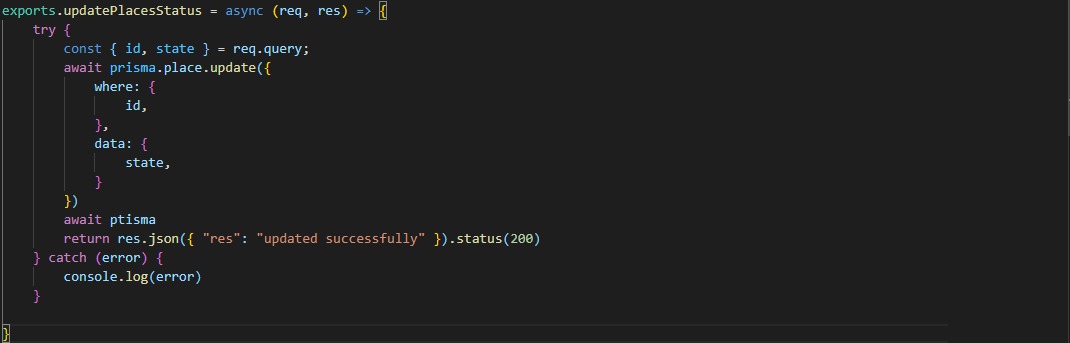 exports.updatePlacesStatus = async (req, res) => {
    try {
        const { id, state } = req.query;
        await prisma.place.update({
            where: {
                id,
            },
            data: {
                state,
            }
        })
        await ptisma
        return res.json({ "res": "updated successfully" }).status(200)
    } catch (error) {
        console.log(error)
    }

}